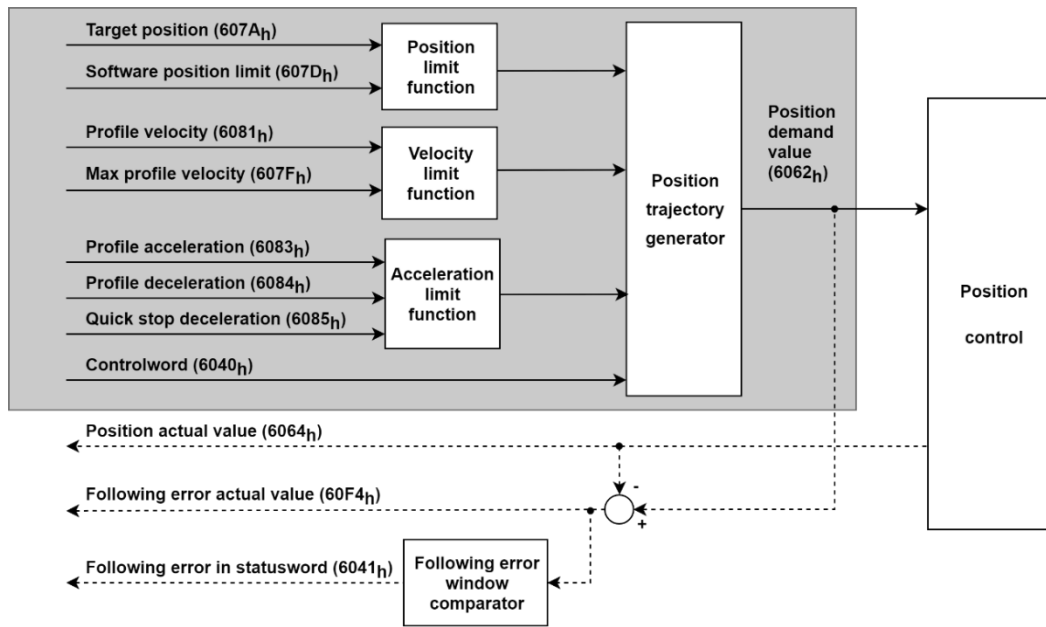 Target position (607Ah)
Software position limit (607Dh)
Position
limit
function
Profile velocity (6081h)
Max profile velocity (607Fh)
Velocity
limit
function
Profile acceleration (6083h)
Profile deceleration (6084h)
Quick stop deceleration (6085h)
Acceleration
limit
function
Controlword (6040h)
Position
trajectory
generator
Position
demand
value
(6062h)
Position
control
Position actual value (6064h)
-
+
Following error actual value (60F4h)
Following error in statusword (6041h)
Following error
window
comparator